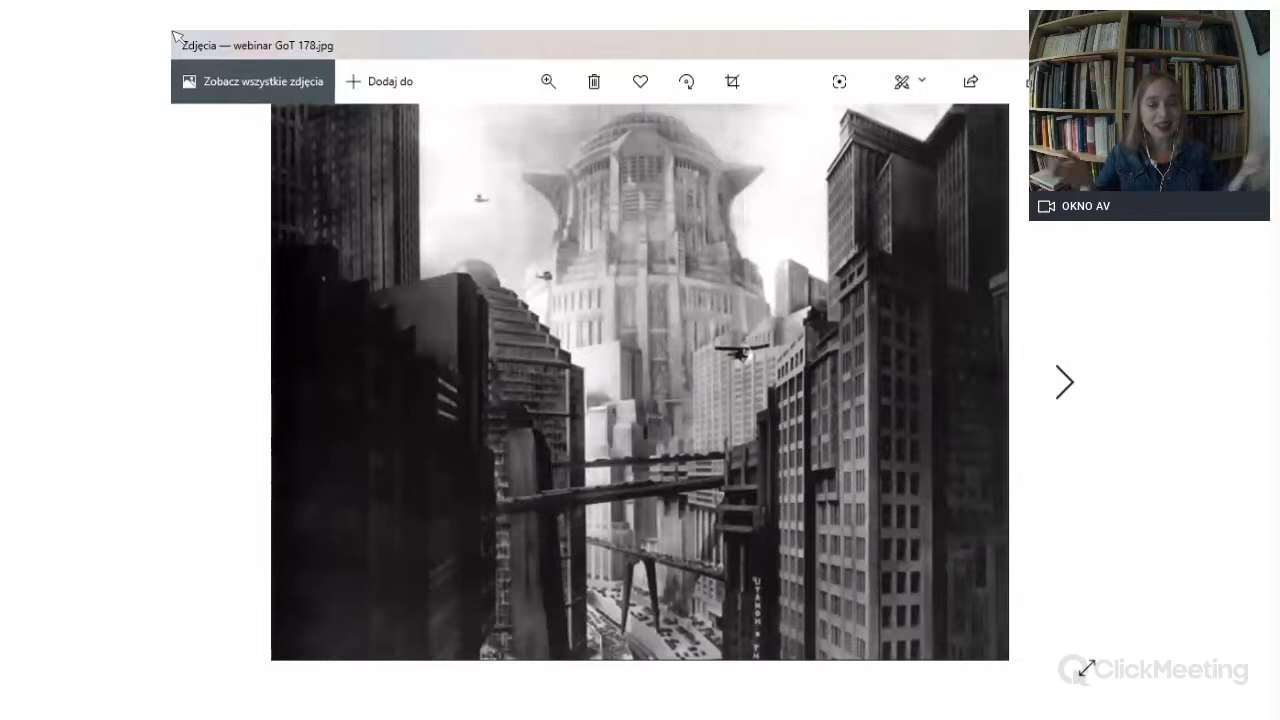 Zdjęcia — webinar GoT 178.jpg
Zobacz wszystkie zdjęcia
Dodaj do
OKNO AV
ClickMeeting